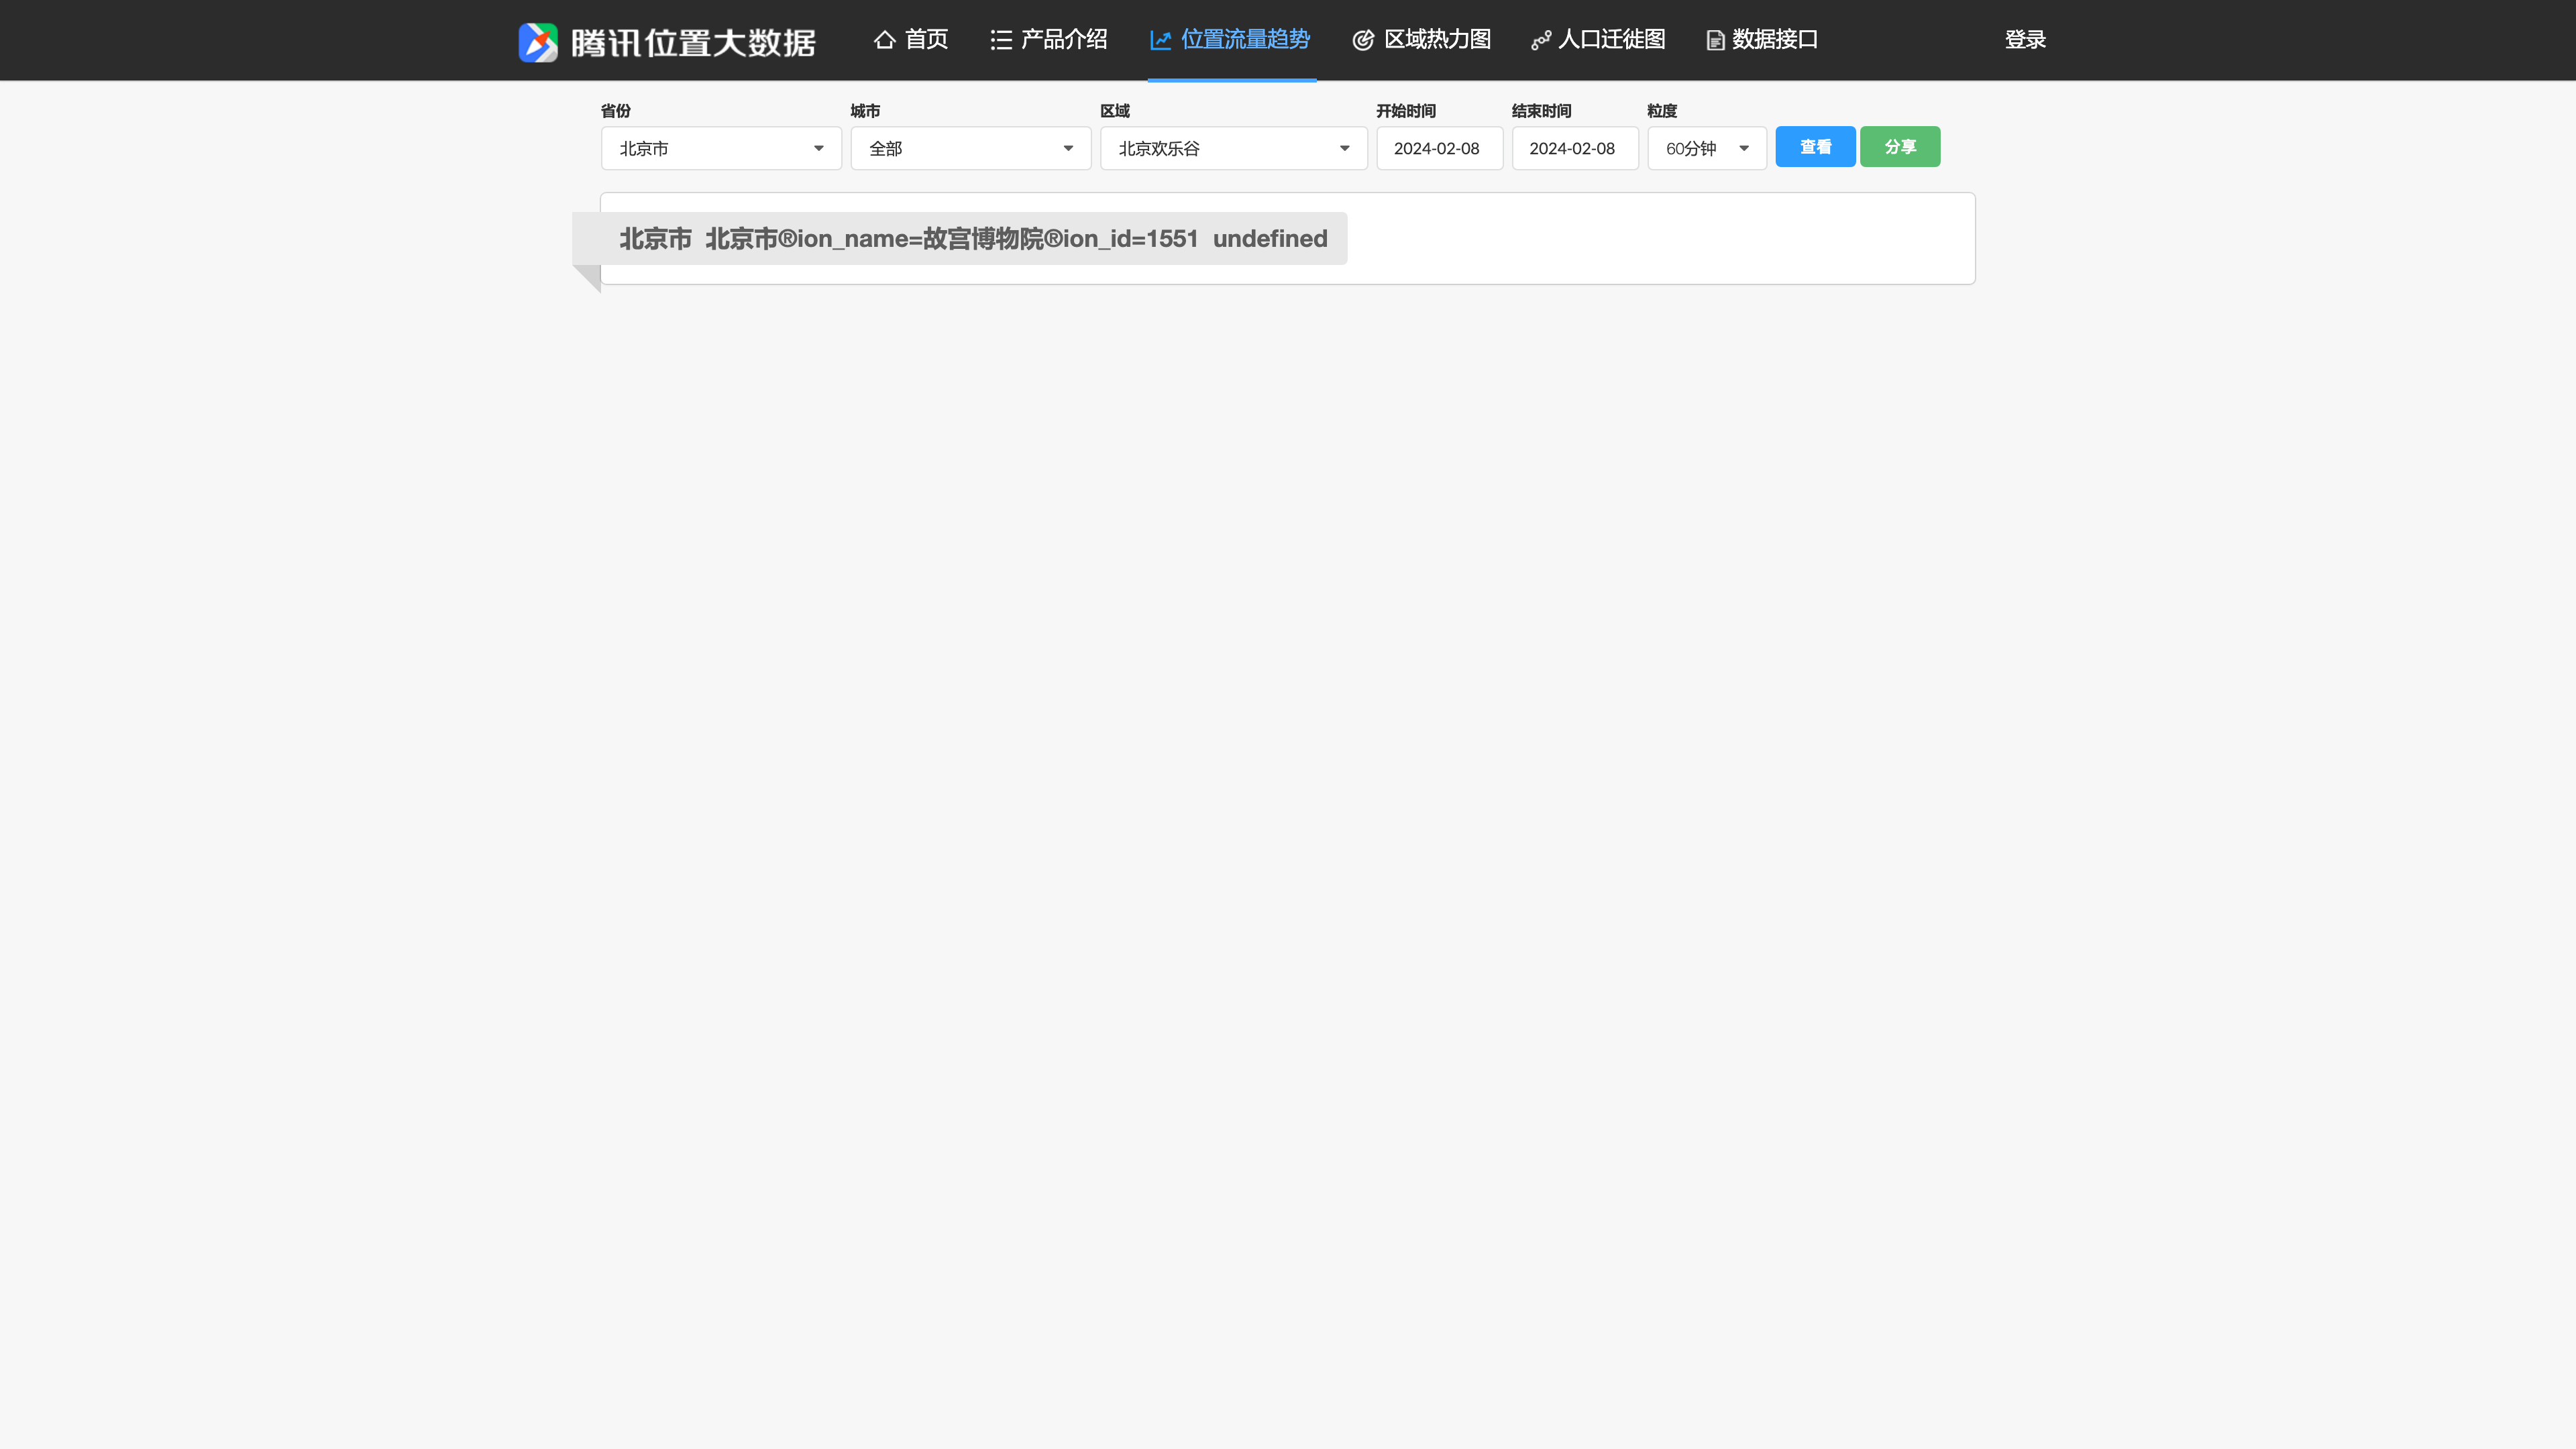 腾讯位置大数据 首页 产品介绍 位置流量趋势 区域热力图 人口迁徙图 数据接口 登录
省份 城市 区域 开始时间 结束时间 粒度
北京市 全部 北京欢乐谷 2024-02-08 2024-02-08 60分钟 查看 分享
北京市 北京市®ion_name=故宫博物院®ion_id=1551 undefined